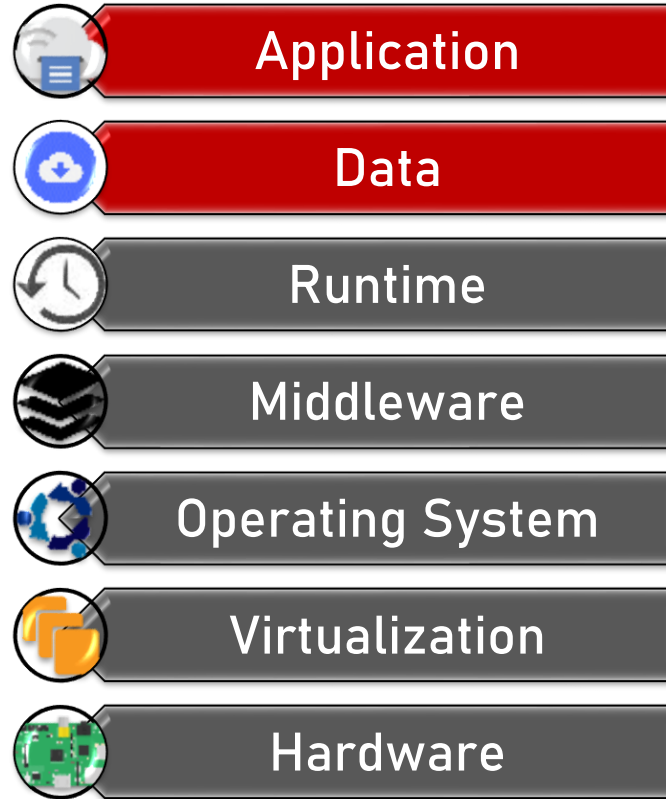 Application
Data
Runtime
Middleware
Operating System
Virtualization
Hardware